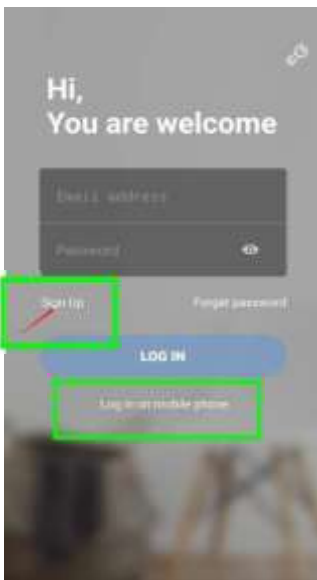 Hi,
You are welcome
Email address
Password
Sign Up
Forget password
LOG IN
Log in on mobile phone